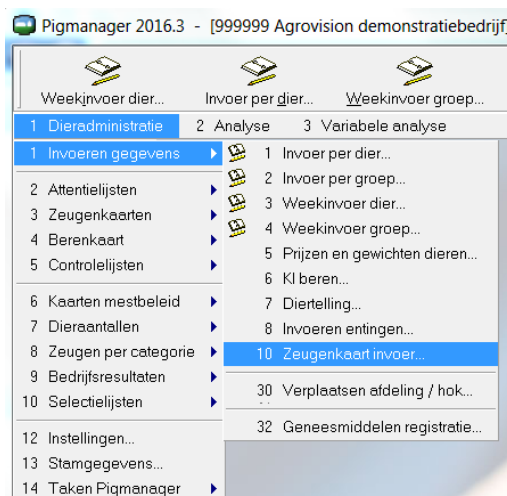 Pigmanager 2016.3 - [999999 Agrovision demonstratiebedrijf]
Weekinvoer dier... Invoer per dier... Weekinvoer groep...
1 Dieradministratie 2 Analyse 3 Variabele analyse
1 Invoeren gegevens
2 Attentielijsten
3 Zeugenkaarten
4 Berenkaart
5 Controlelijsten
6 Kaarten mestbeleid
7 Dieraantallen
8 Zeugen per categorie
9 Bedrijfsresultaten
10 Selectielijsten
12 Instellingen...
13 Stamgegevens...
14 Taken Pigmanager
1 Invoer per dier...
2 Invoer per groep...
3 Weekinvoer dier...
4 Weekinvoer groep...
5 Prijzen en gewichten dieren...
6 KI beren...
7 Diertelling...
8 Invoeren entingen...
10 Zeugenkaart invoer...
30 Verplaatsen afdeling / hok...
32 Geneesmiddelen registratie...